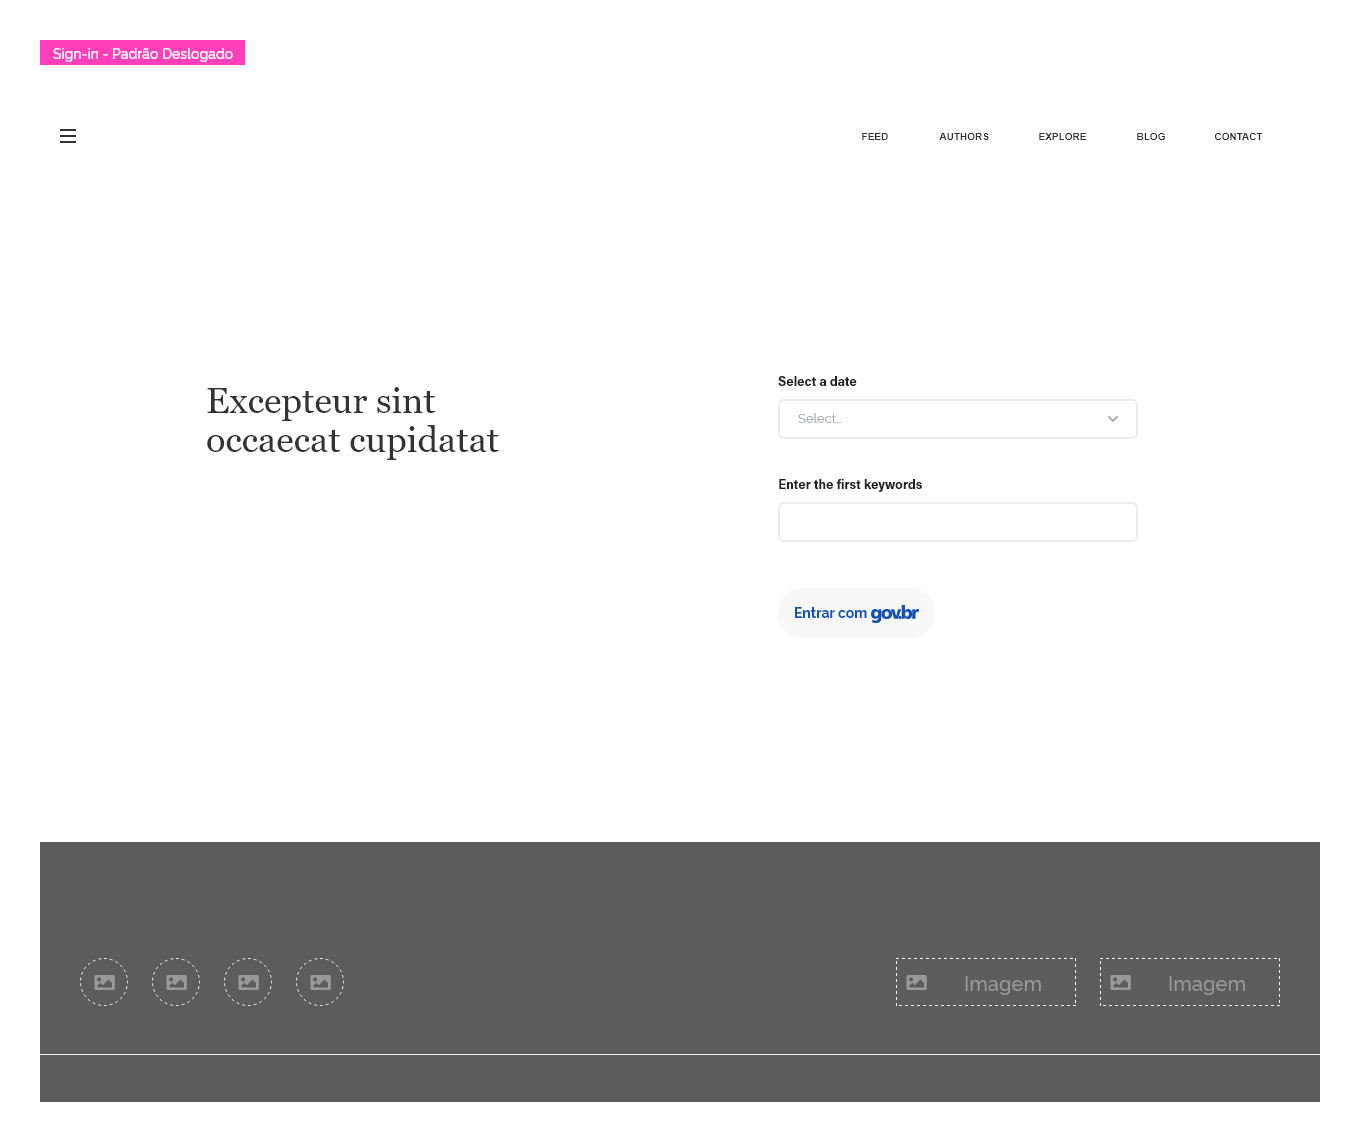 Sign-in - Padrão Deslogado
FEED AUTHORS EXPLORE BLOG CONTACT
Excepteur sint
occaecat cupidatat
Select a date
Select...
Enter the first keywords
Entrar com gov.br
Imagem Imagem